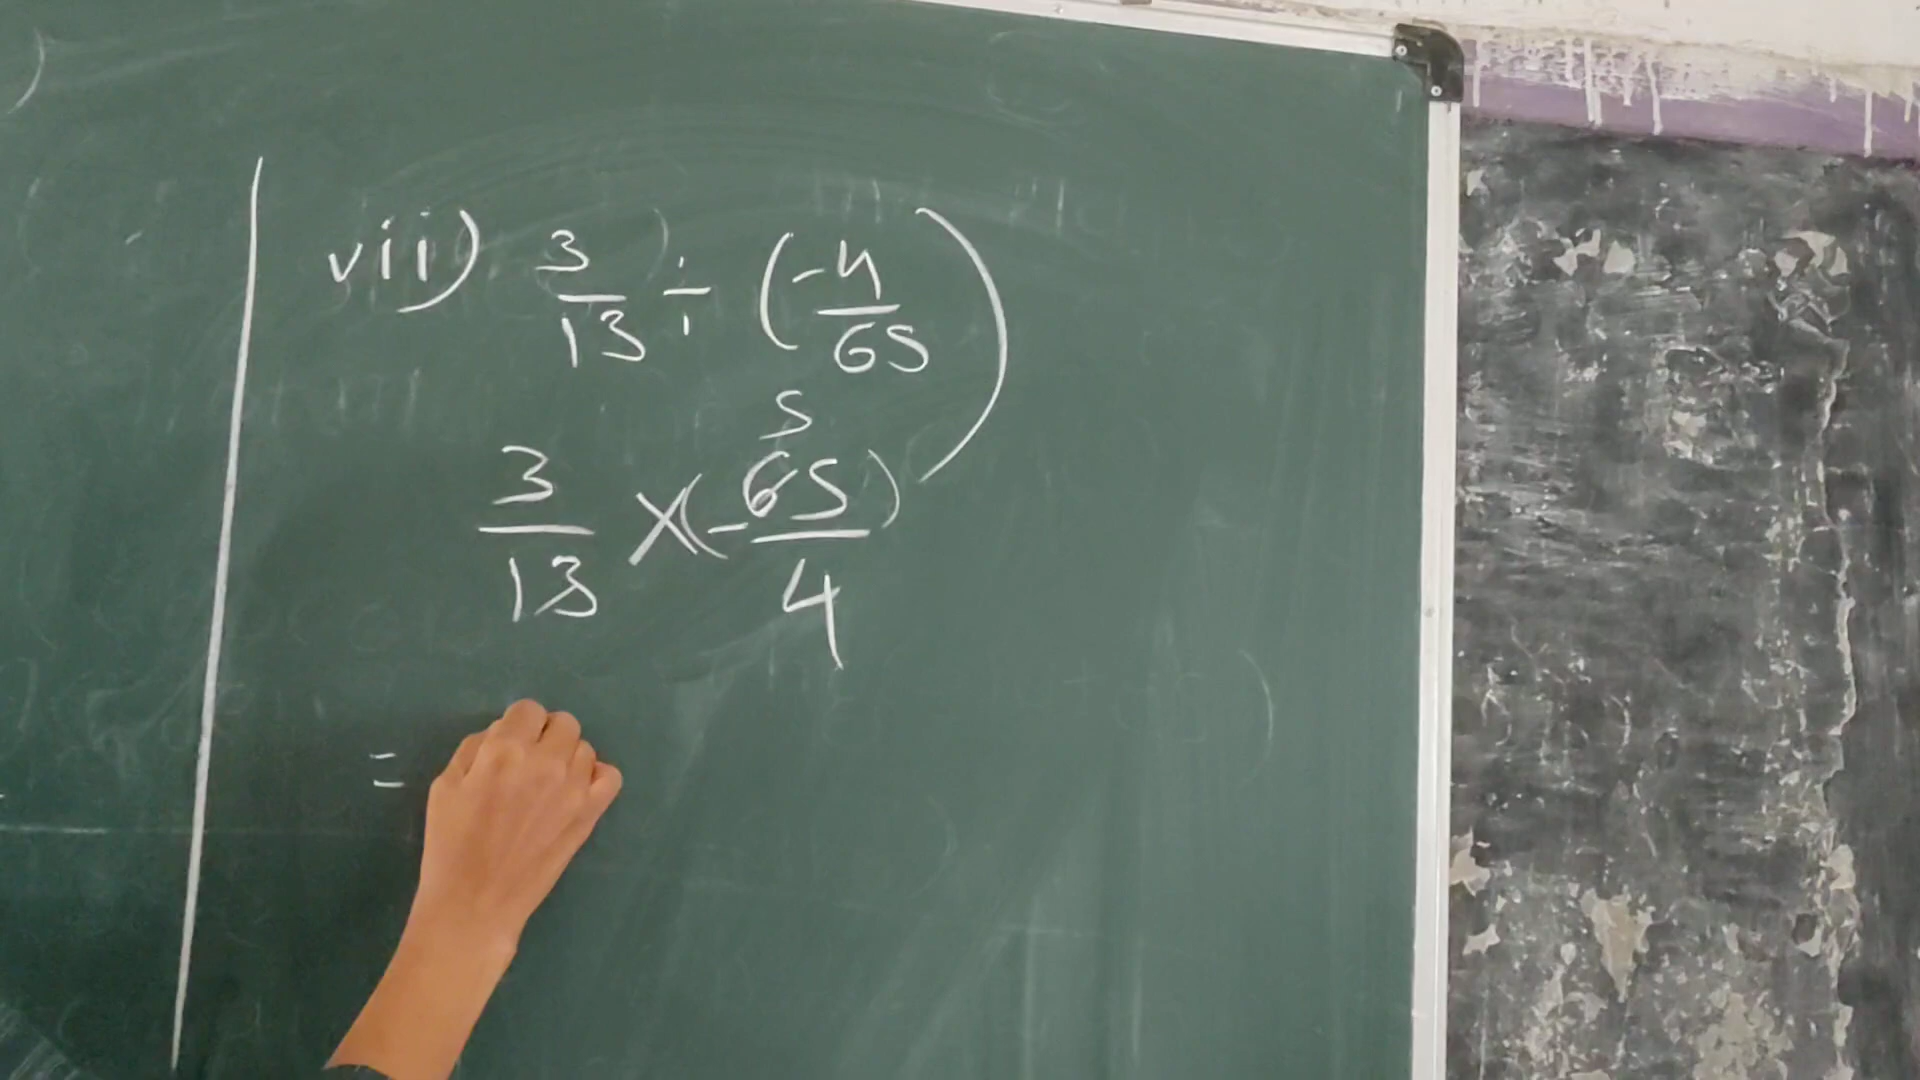 vii) 3/13 ÷ (-4/65)
5
3/13 X(-65/4)
=